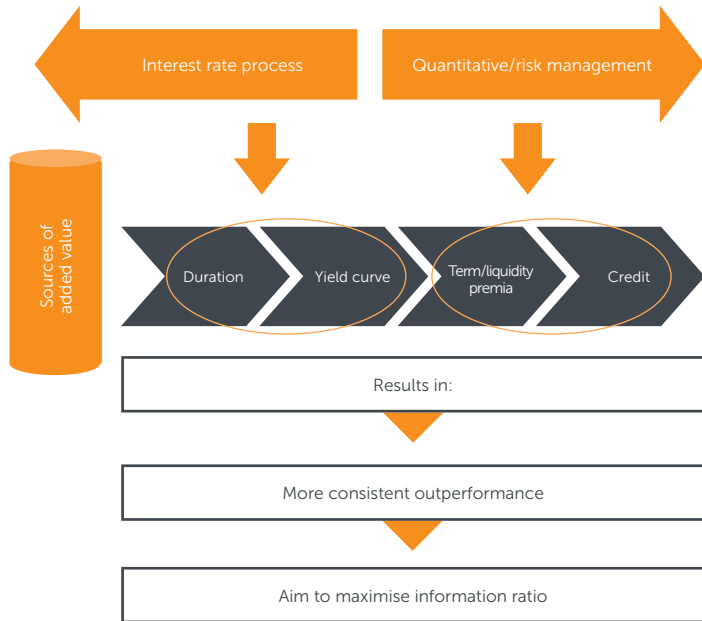 Interest rate process
Quantitative/risk management
Sources of
added value
Duration
Yield curve
Term/liquidity
premia
Credit
Results in:
More consistent outperformance
Aim to maximise information ratio